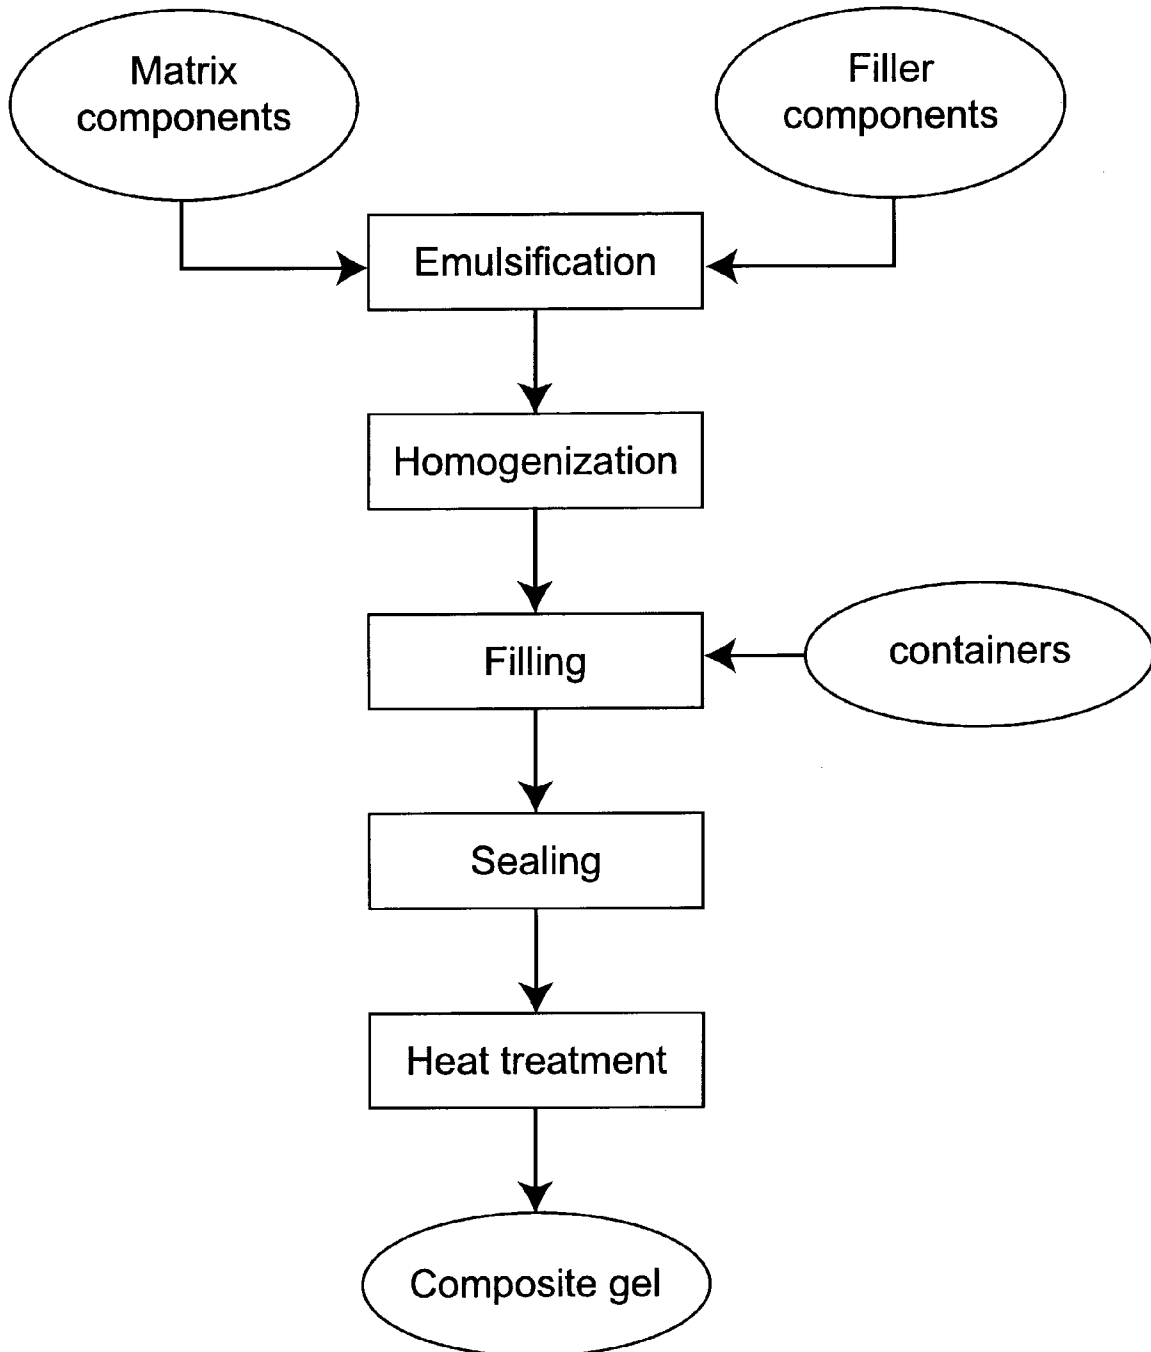 Matrix
components
Filler
components
Emulsification
Homogenization
Filling
containers
Sealing
Heat treatment
Composite gel